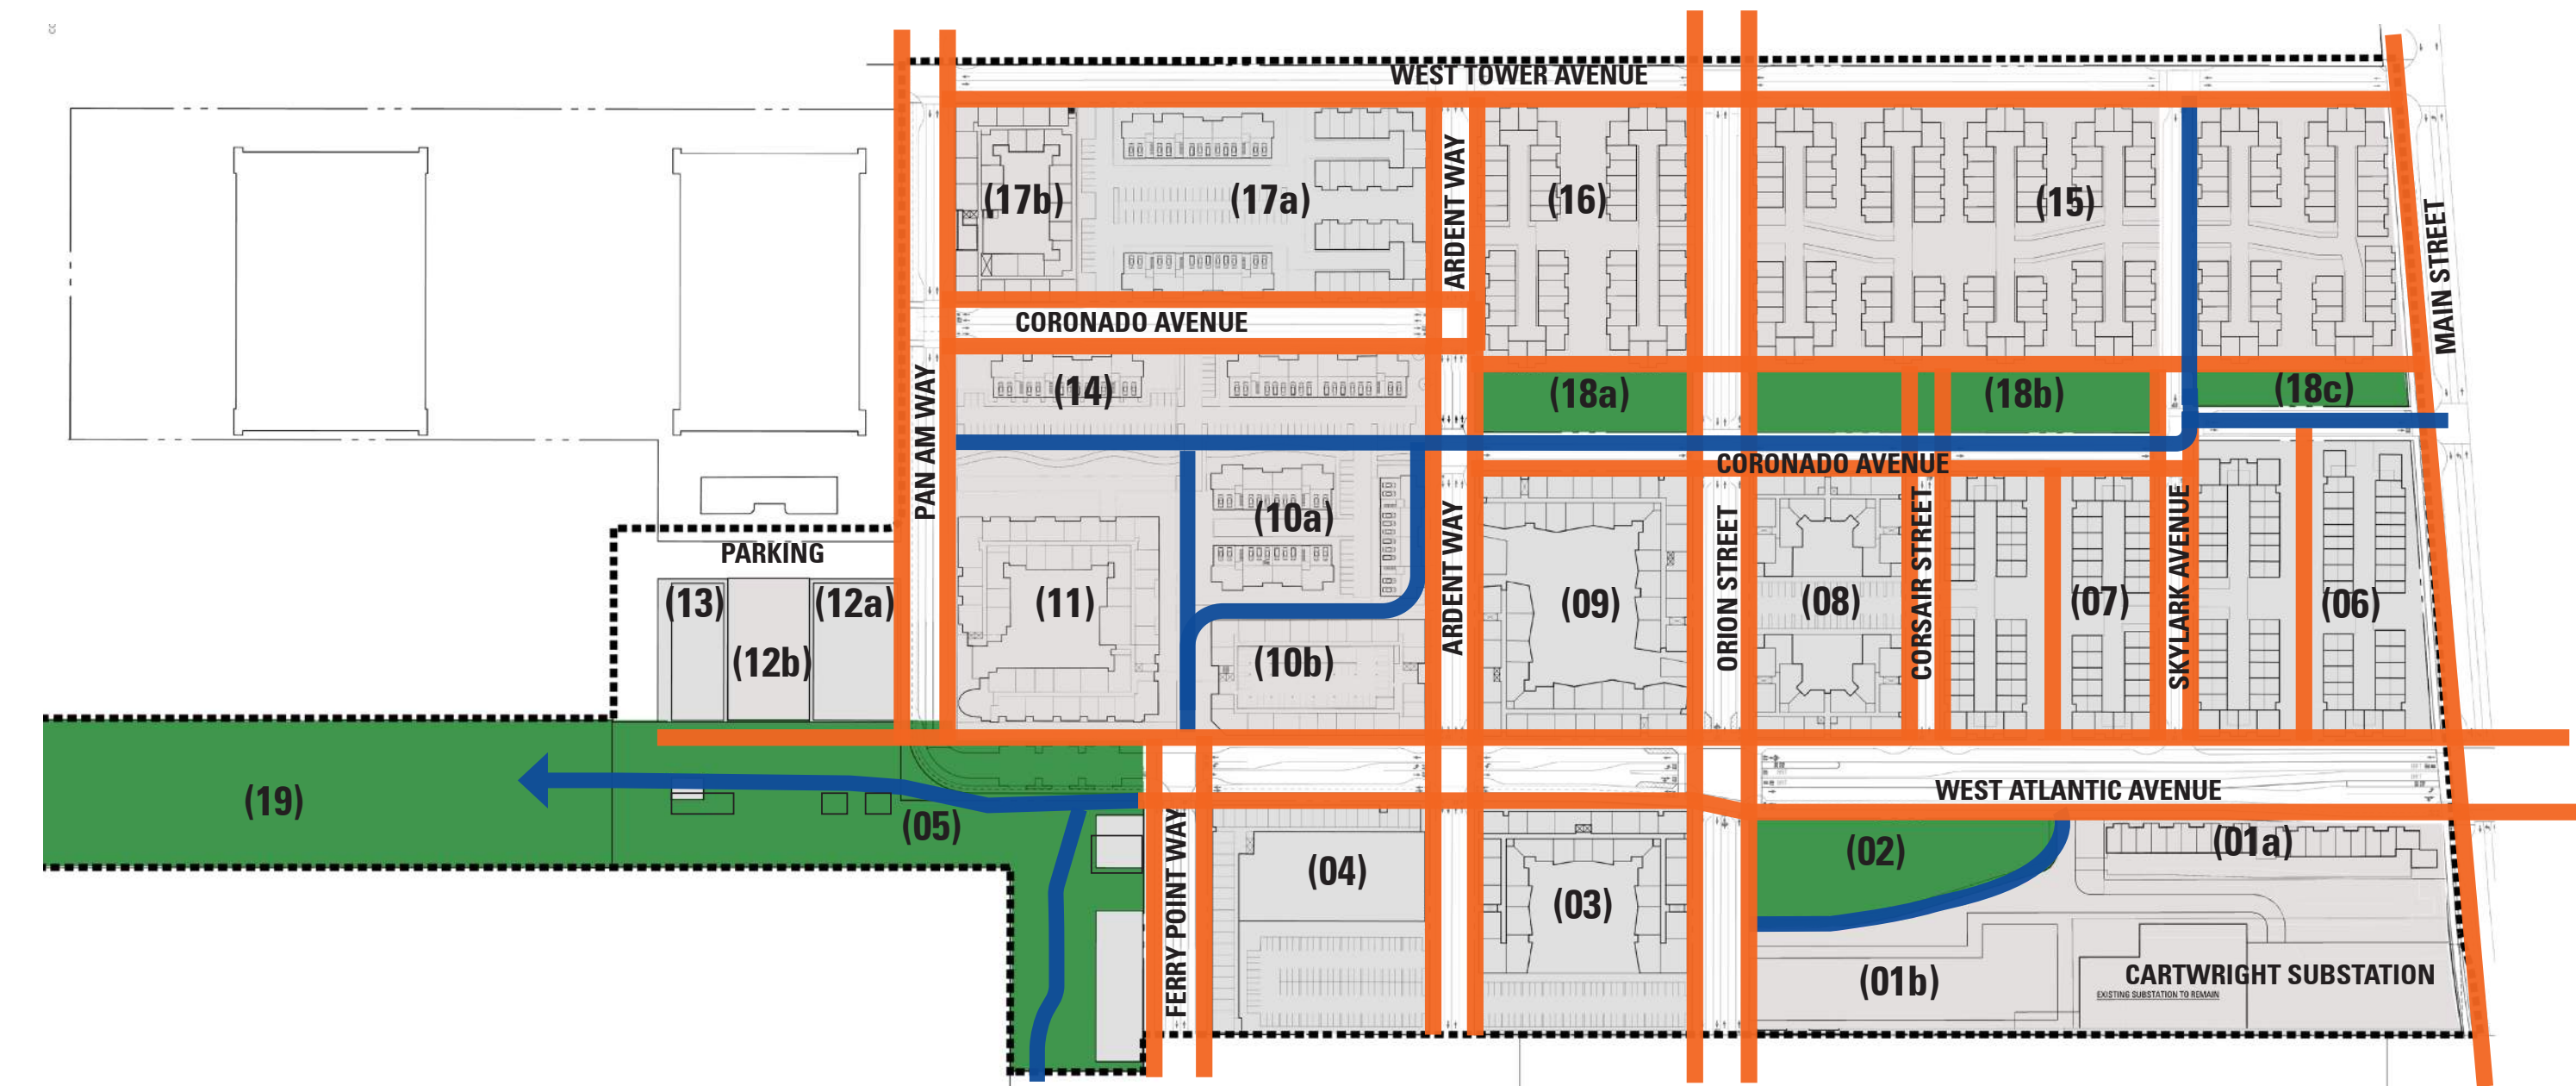 WEST TOWER AVENUE
(17b)
(17a)
ARDENT WAY
(16)
(15)
MAIN STREET
CORONADO AVENUE
(14)
PAN AM WAY
(18a)
(18b)
(18c)
CORONADO AVENUE
PARKING
(13)
(12b)
(12a)
(11)
(10a)
(10b)
ARDENT WAY
(09)
ORION STREET
(08)
CORSAIR STREET
(07)
SKYLARK AVENUE
(06)
WEST ATLANTIC AVENUE
(19)
(05)
FERRY POINT WAY
(04)
(03)
(02)
(01a)
(01b)
CARTWRIGHT SUBSTATION
EXISTING SUBSTATION TO REMAIN